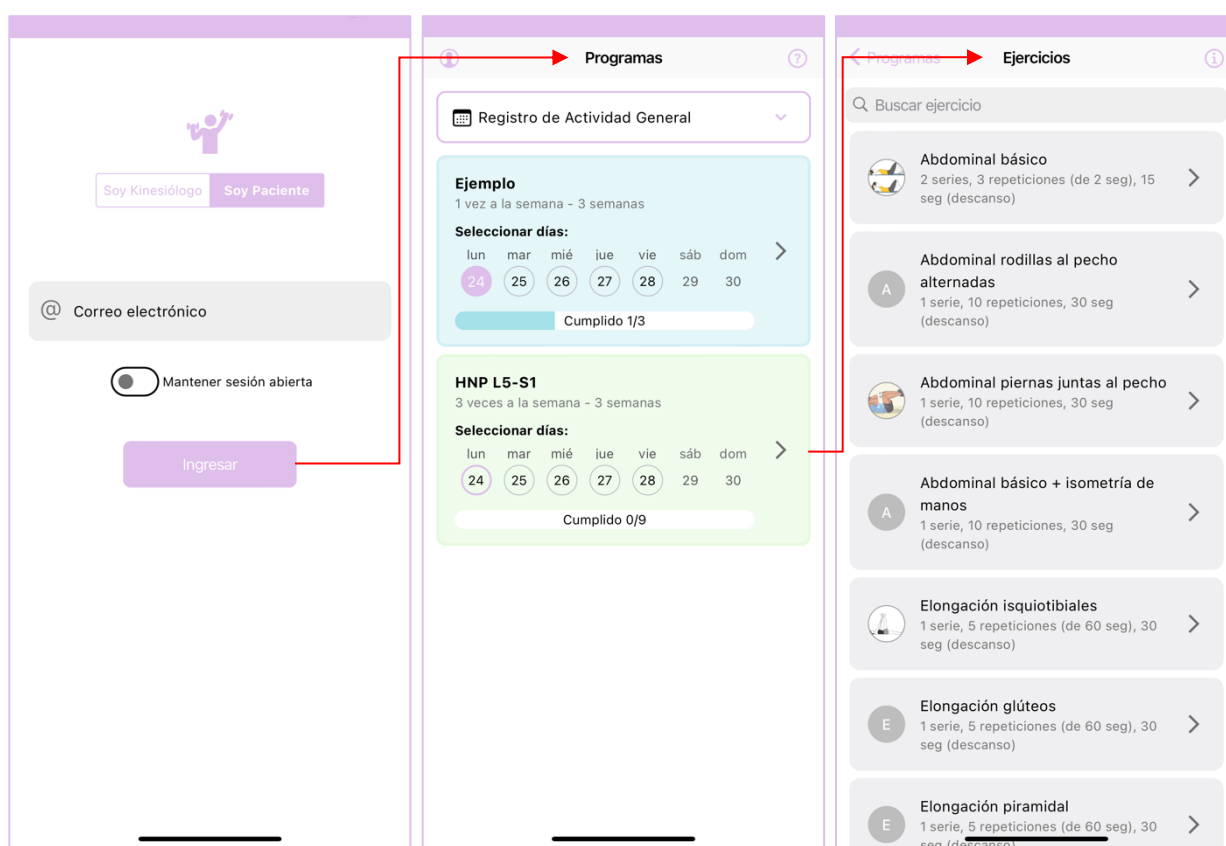 Soy Kinesiólogo Soy Paciente
@ Correo electrónico
Mantener sesión abierta
Ingresar
Programas
?
Registro de Actividad General
Ejemplo
1 vez a la semana - 3 semanas
Seleccionar días:
lun mar mié jue vie sáb dom
24 25 26 27 28 29 30
Cumplido 1/3
HNP L5-S1
3 veces a la semana - 3 semanas
Seleccionar días:
lun mar mié jue vie sáb dom
24 25 26 27 28 29 30
Cumplido 0/9
Programas Ejercicios
i
Buscar ejercicio
Abdominal básico
2 series, 3 repeticiones (de 2 seg), 15
seg (descanso)
A
Abdominal rodillas al pecho
alternadas
1 serie, 10 repeticiones, 30 seg
(descanso)
Abdominal piernas juntas al pecho
1 serie, 10 repeticiones, 30 seg
(descanso)
A
Abdominal básico + isometría de
manos
1 serie, 10 repeticiones, 30 seg
(descanso)
Elongación isquiotibiales
1 serie, 5 repeticiones (de 60 seg), 30
seg (descanso)
E
Elongación glúteos
1 serie, 5 repeticiones (de 60 seg), 30
seg (descanso)
E
Elongación piramidal
1 serie, 5 repeticiones (de 60 seg), 30
seg (descanso)